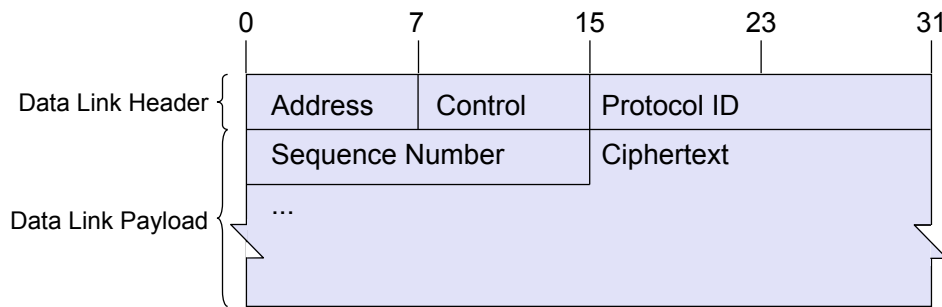 0 7 15 23 31
Data Link Header Address Control Protocol ID
Sequence Number Ciphertext
Data Link Payload ...